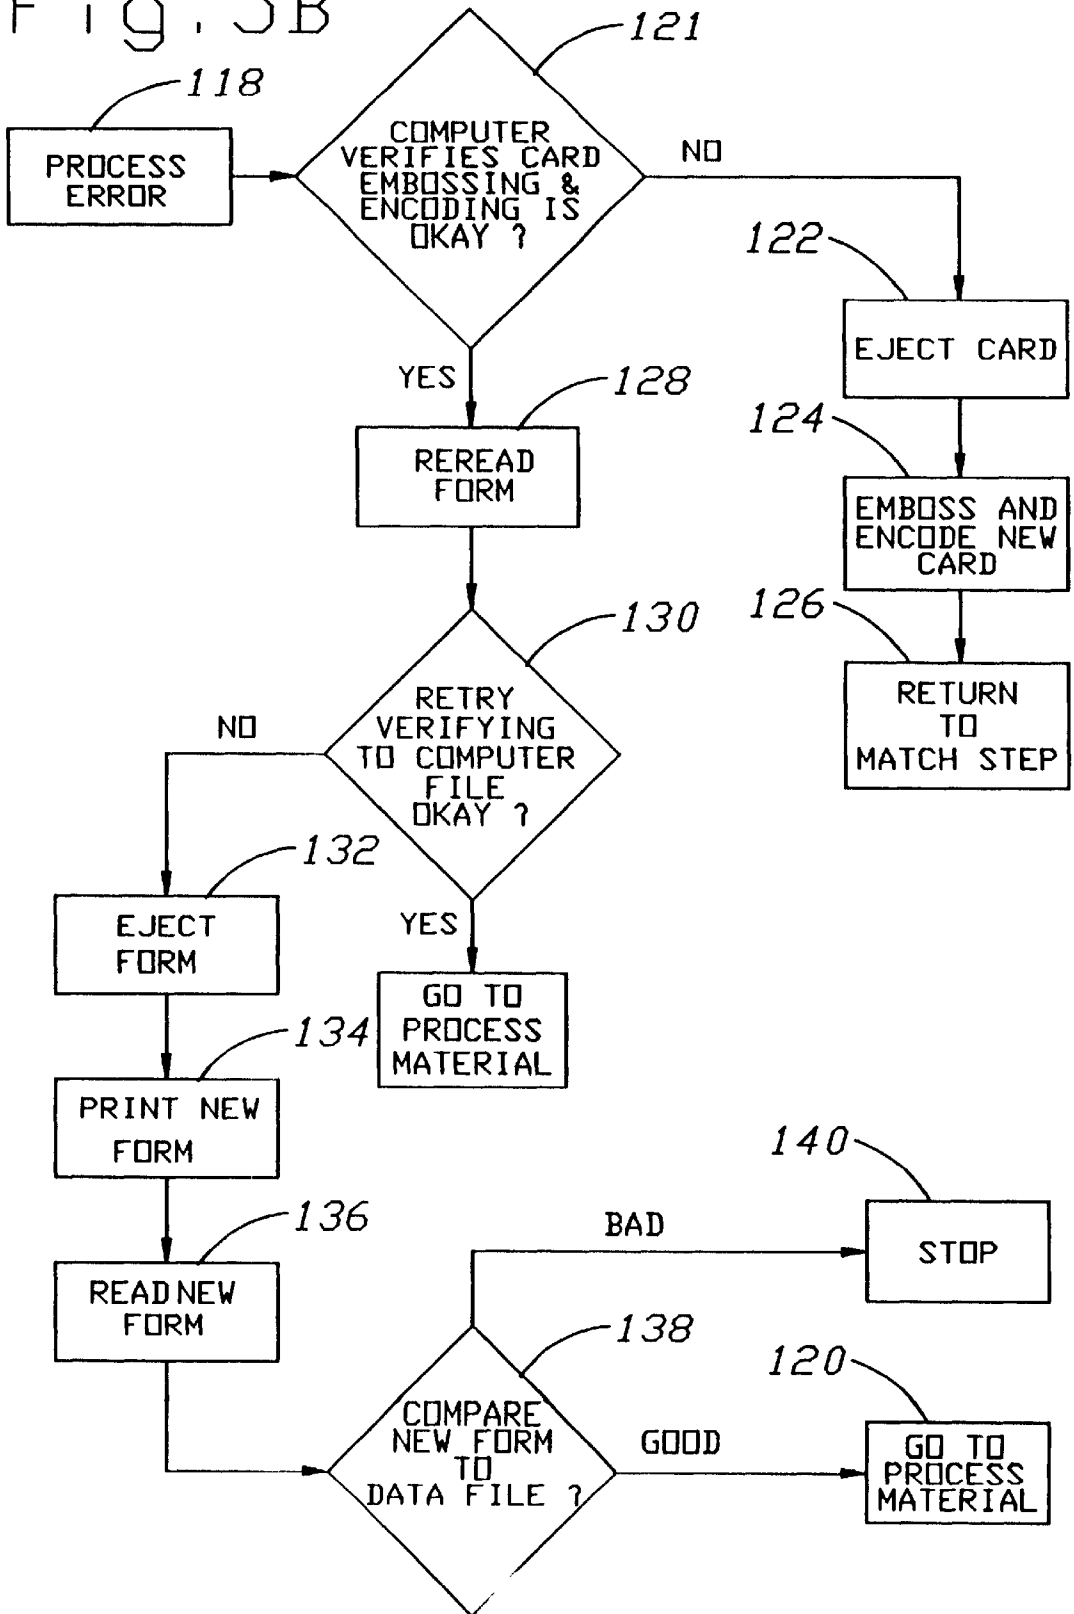 Fig. 5B
121
118
PROCESS
ERROR
COMPUTER
VERIFIES CARD
EMBOSSING &
ENCODING IS
OKAY ?
NO
122
EJECT CARD
YES
128
124
REREAD
FORM
EMBOSS AND
ENCODE NEW
CARD
126
130
RETURN
TO
MATCH STEP
RETRY
VERIFYING
TO COMPUTER
FILE
OKAY ?
NO
132
EJECT
FORM
YES
GO TO
PROCESS
MATERIAL
134
PRINT NEW
FORM
136
READ NEW
FORM
140
BAD
STOP
138
120
COMPARE
NEW FORM
TO
DATA FILE ?
GOOD
GO TO
PROCESS
MATERIAL